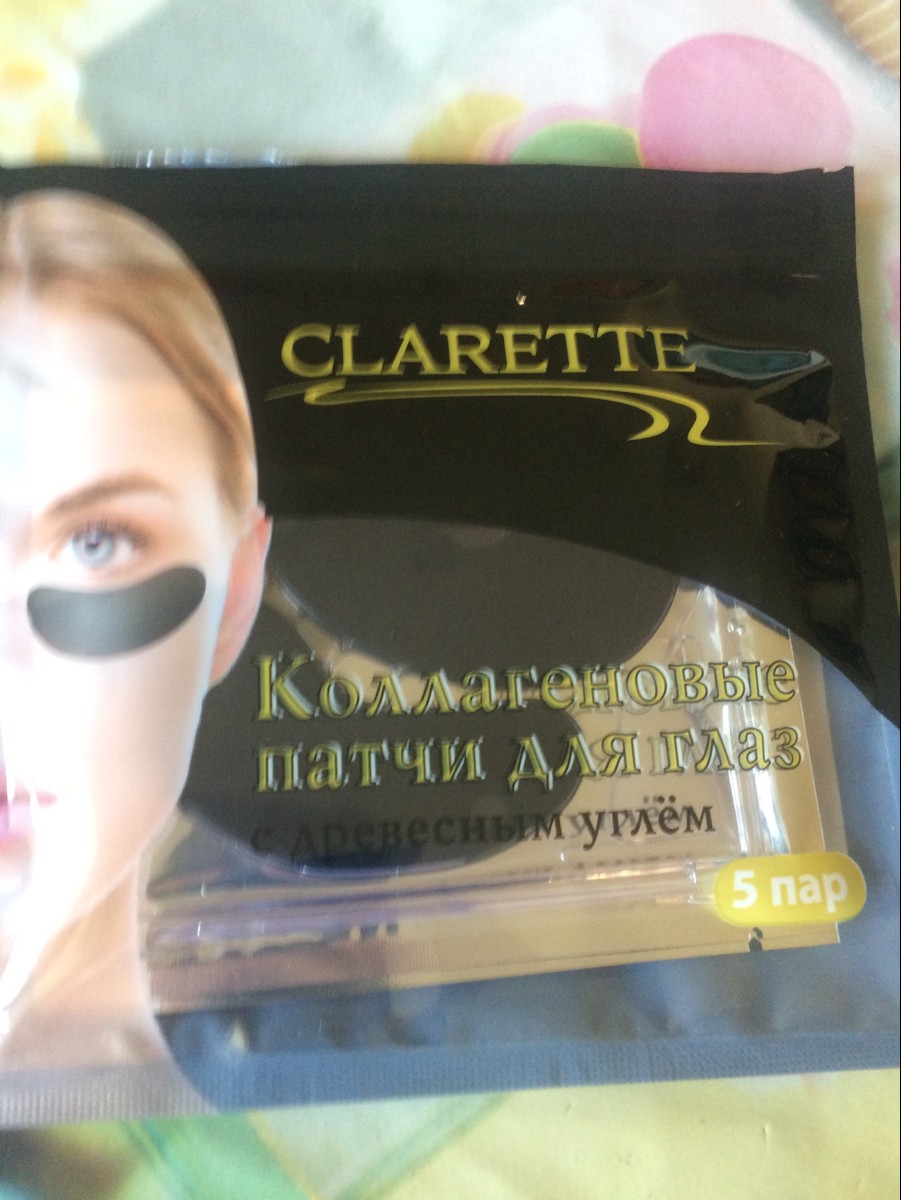 CLARETTE
Коллагеновые
патчи для глаз
с древесным углём
5 пар